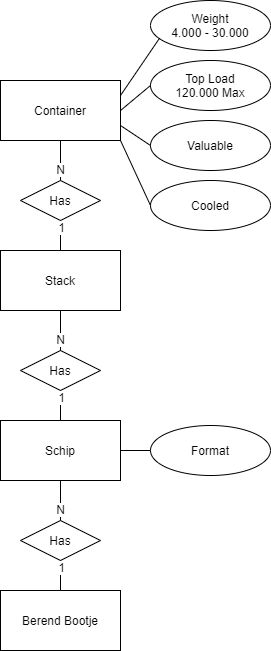 Weight
4.000 - 30.000
Top Load
120.000 Max
Container
Valuable
N
Has
Cooled
1
Stack
N
Has
1
Schip
Format
N
Has
1
Berend Bootje